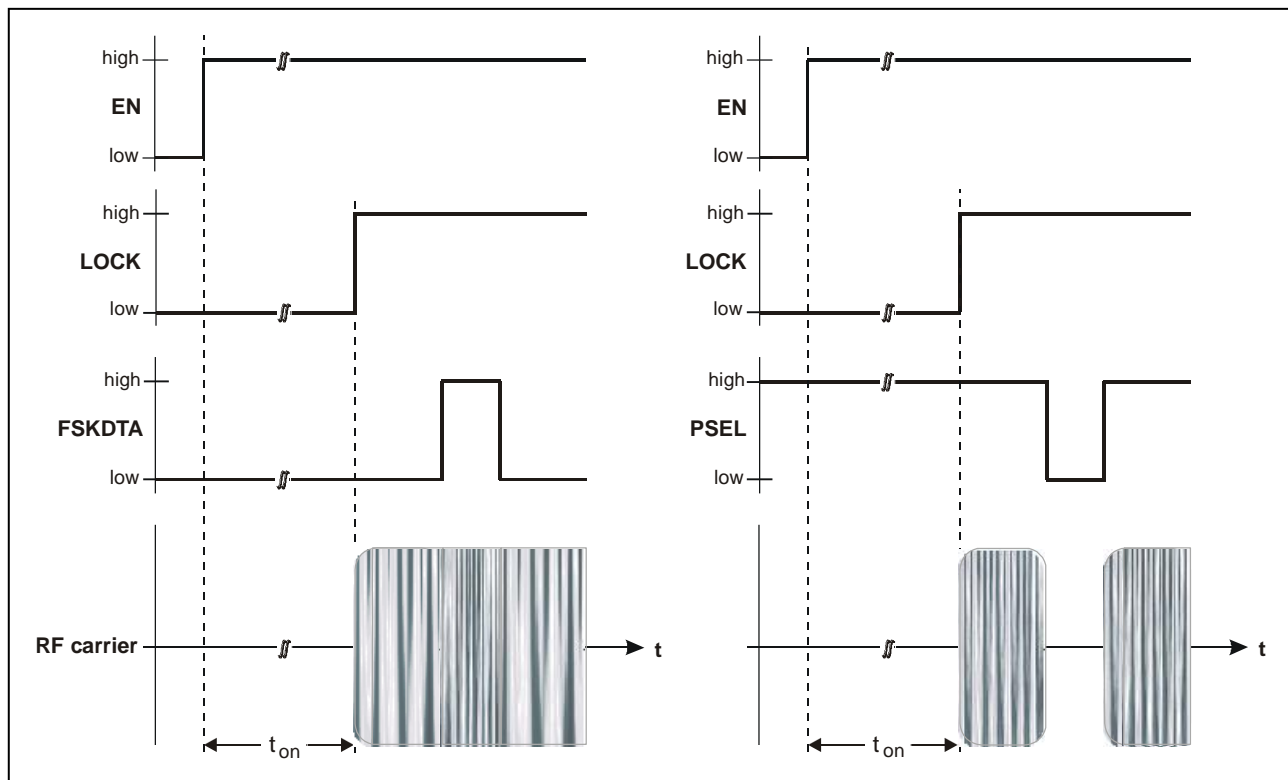 high
EN
low
high
LOCK
low
high
FSKDTA
low
RF carrier
t
t on
high
EN
low
high
LOCK
low
high
PSEL
low
t
t on